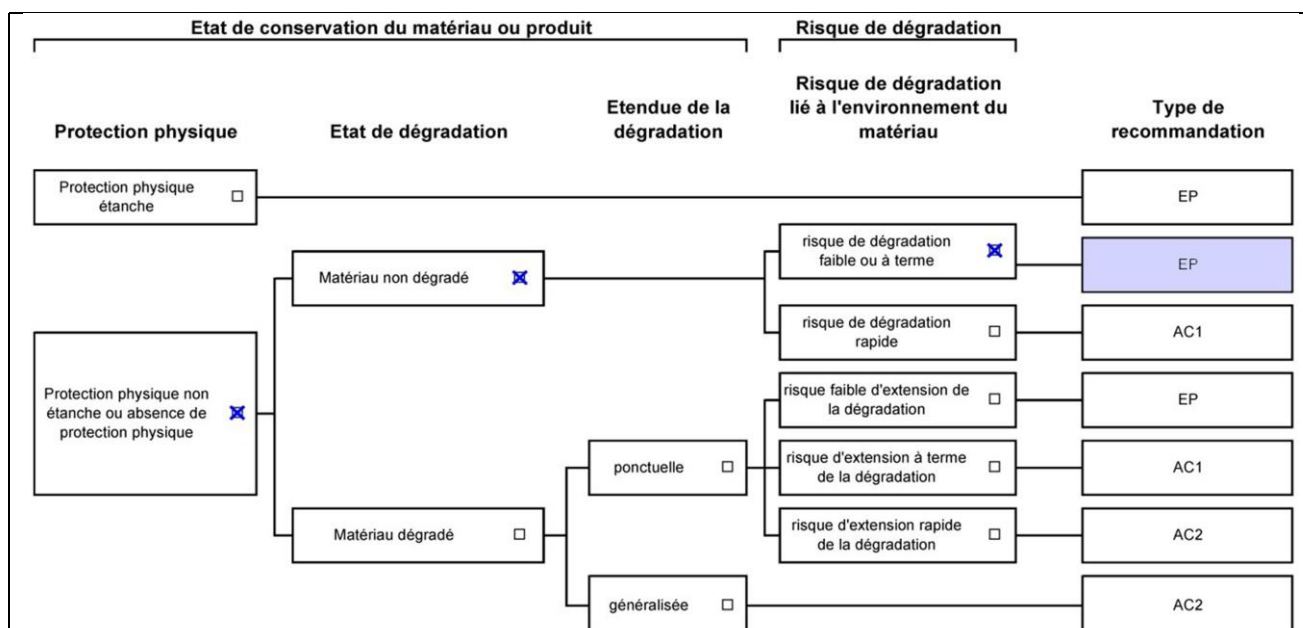 Etat de conservation du matériau ou produit
Risque de dégradation
Protection physique
Etat de dégradation
Etendue de la
dégradation
Risque de dégradation
lié à l'environnement du
matériau
Type de
recommandation
Protection physique
étanche
EP
Protection physique non
étanche ou absence de
protection physique
Matériau non dégradé
risque de dégradation
faible ou à terme
EP
risque de dégradation
rapide
AC1
Matériau dégradé
ponctuelle
risque faible d'extension de
la dégradation
EP
risque d'extension à terme
de la dégradation
AC1
risque d'extension rapide
de la dégradation
AC2
généralisée
AC2